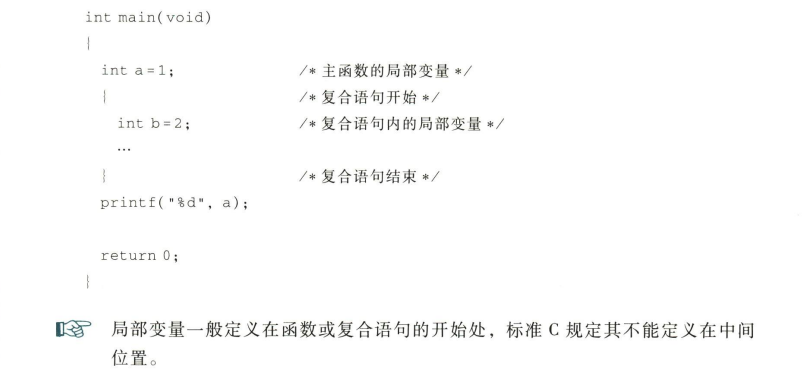 int main(void)
{
int a=1; /* 主函数的局部变量 */
{ /* 复合语句开始 */
int b=2; /* 复合语句内的局部变量 */
…
} /* 复合语句结束 */
printf("%d", a);
return 0;
}
局部变量一般定义在函数或复合语句的开始处，标准 C 规定其不能定义在中间
位置。